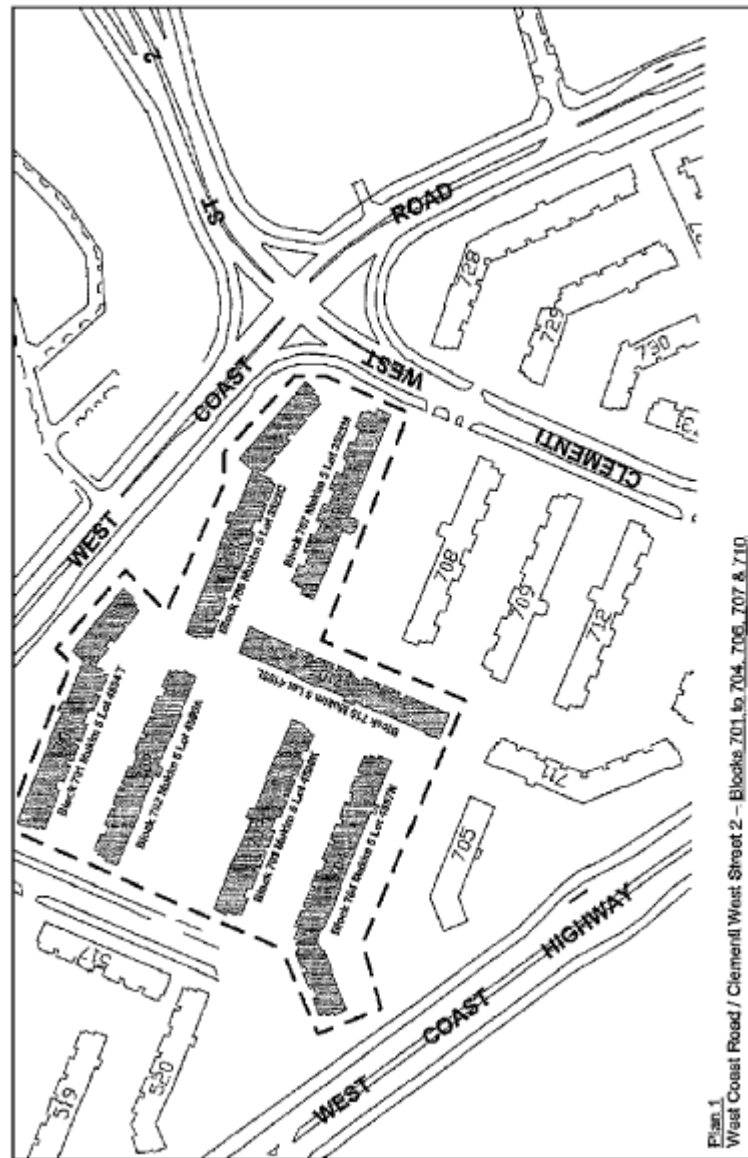 2
ST
WEST
COAST
ROAD
WEST
CLEMENTI
728
729
730
731
Block 701 Mukim 5 Lot
Block 702 Mukim 5 Lot
Block 703 Mukim 5 Lot
Block 704 Mukim 5 Lot
Block 706 Mukim 5 Lot
Block 707 Mukim 5 Lot
Block 710 Mukim 5 Lot
708
709
712
711
705
517
519
520
WEST
COAST
HIGHWAY
Plan 1
West Coast Road / Clementi West Street 2 – Blocks 701 to 704, 706, 707 & 710